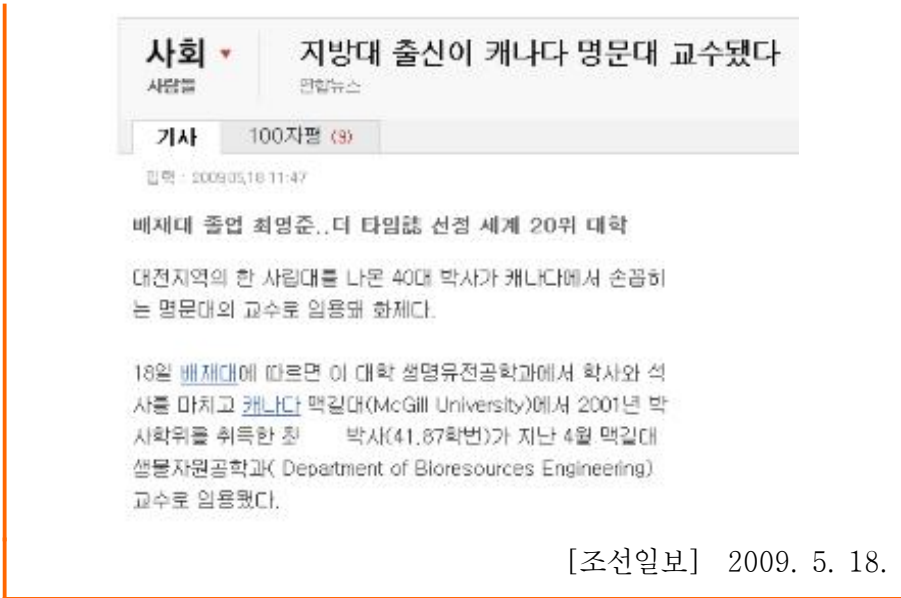 사회 ▼
지방대 출신이 캐나다 명문대 교수됐다
사람들
연합뉴스
기사
100자평 (9)
입력 : 2009.05.18 11:47
배재대 졸업 최영준..더 타임誌 선정 세계 20위 대학
대전지역의 한 사립대를 나온 40대 박사가 캐나다에서 손꼽히
는 명문대의 교수로 임용돼 화제다.
18일 배재대에 따르면 이 대학 생명유전공학과에서 학사와 석
사를 마치고 캐나다 맥길대(McGill University)에서 2001년 박
사학위를 취득한 최 박사(41.87학번)가 지난 4월 맥길대
생물자원공학과( Department of Bioresources Engineering)
교수로 임용됐다.
[조선일보] 2009. 5. 18.